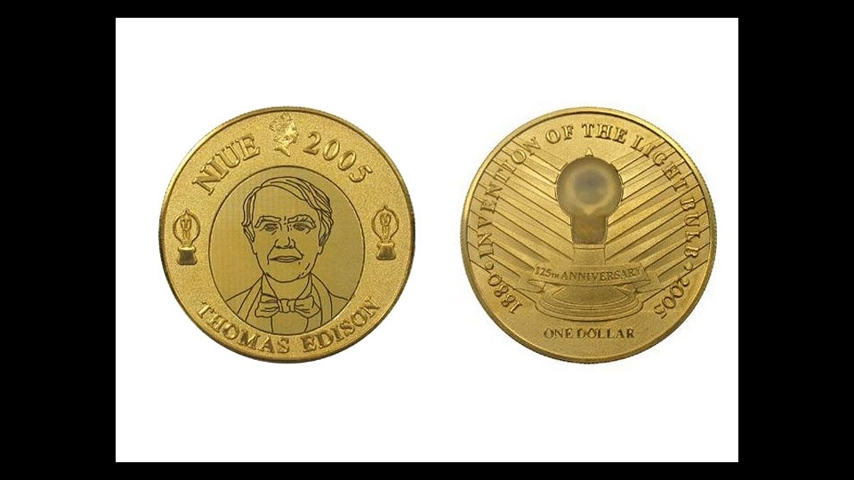 NIUE 2005
THOMAS EDISON
1880 • INVENTION OF THE LIGHT BULB • 2005
125TH ANNIVERSARY
ONE DOLLAR